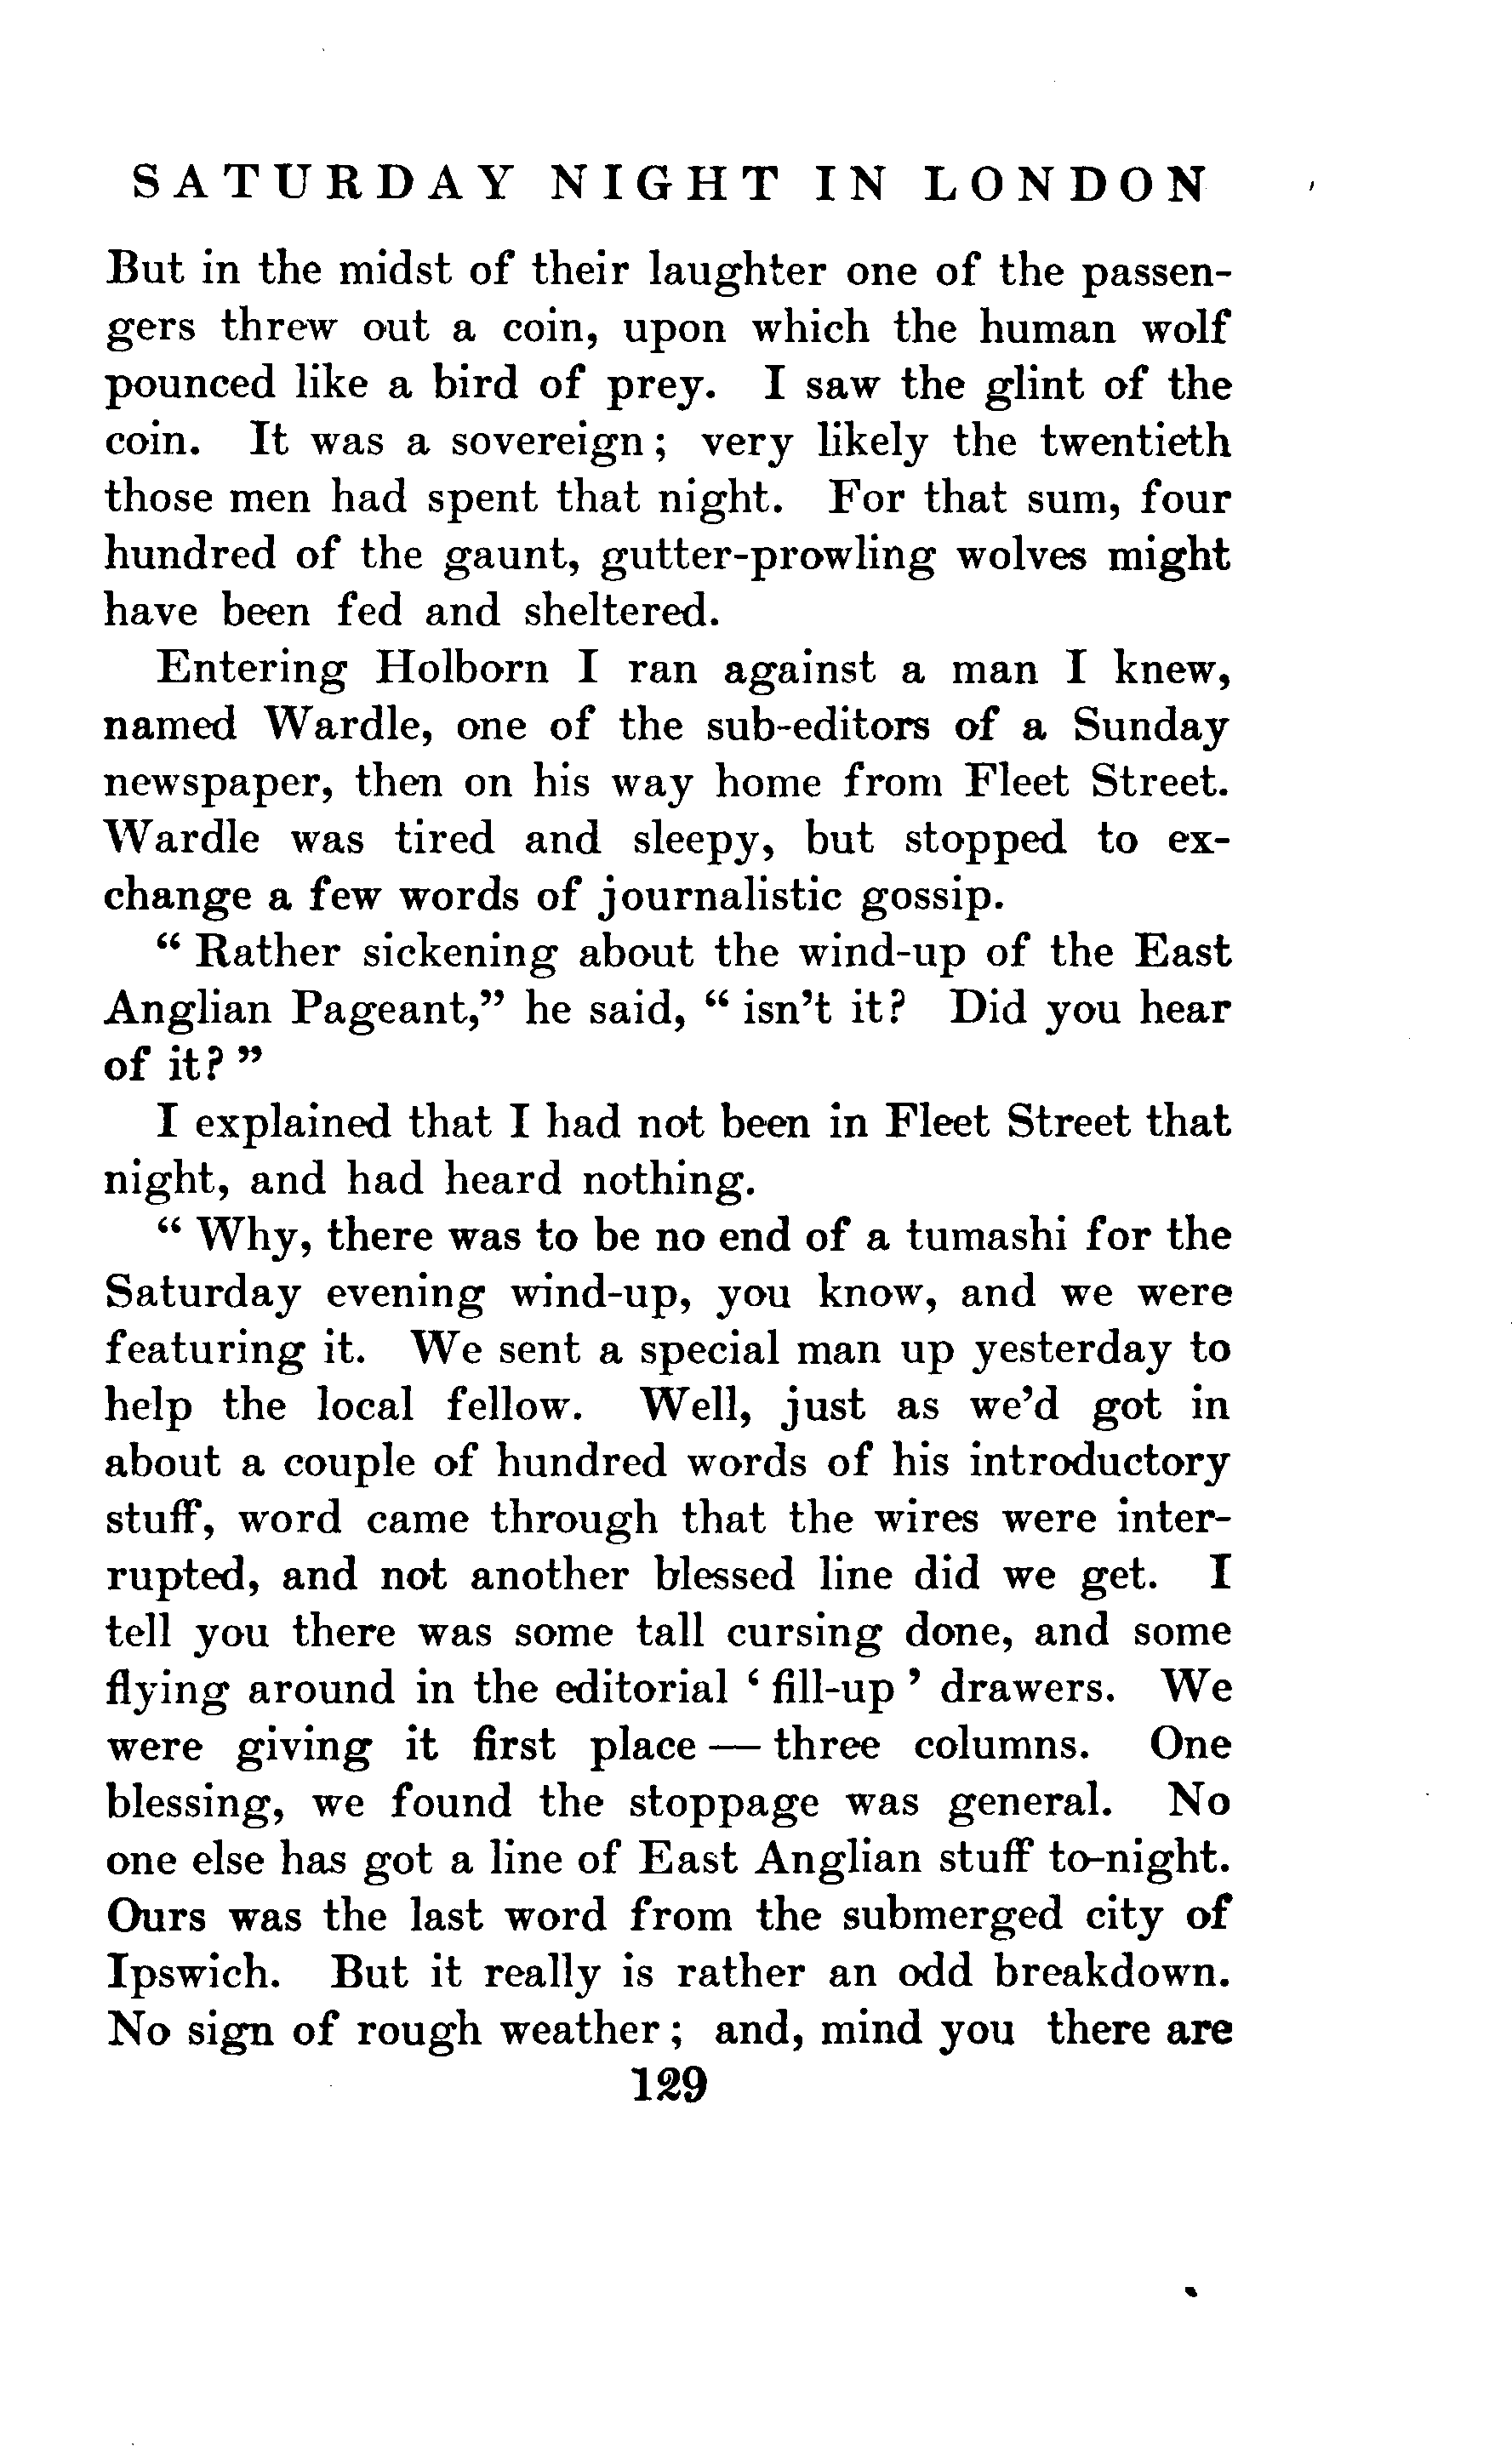 SATURDAY NIGHT IN LONDON
But in the midst of their laughter one of the passen-
gers threw out a coin, upon which the human wolf
pounced like a bird of prey. I saw the glint of the
coin. It was a sovereign; very likely the twentieth
those men had spent that night. For that sum, four
hundred of the gaunt, gutter-prowling wolves might
have been fed and sheltered.
Entering Holborn I ran against a man I knew,
named Wardle, one of the sub-editors of a Sunday
newspaper, then on his way home from Fleet Street.
Wardle was tired and sleepy, but stopped to ex-
change a few words of journalistic gossip.
“ Rather sickening about the wind-up of the East
Anglian Pageant,” he said, “ isn’t it? Did you hear
of it? ”
I explained that I had not been in Fleet Street that
night, and had heard nothing.
“ Why, there was to be no end of a tumashi for the
Saturday evening wind-up, you know, and we were
featuring it. We sent a special man up yesterday to
help the local fellow. Well, just as we’d got in
about a couple of hundred words of his introductory
stuff, word came through that the wires were inter-
rupted, and not another blessed line did we get. I
tell you there was some tall cursing done, and some
flying around in the editorial ‘ fill-up ’ drawers. We
were giving it first place — three columns. One
blessing, we found the stoppage was general. No
one else has got a line of East Anglian stuff to-night.
Ours was the last word from the submerged city of
Ipswich. But it really is rather an odd breakdown.
No sign of rough weather; and, mind you there are
129